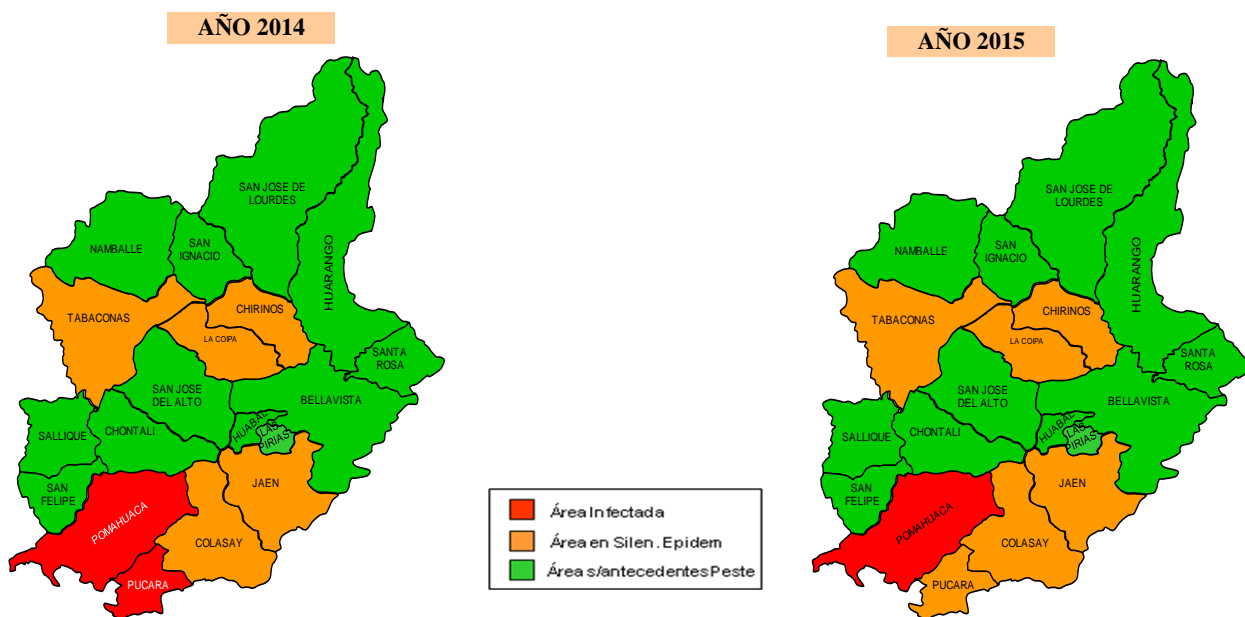 AÑO 2014
SAN JOSE DE
LOURDES
NAMBALLE
SAN
IGNACIO
HUARANGO
TABACONAS
CHIRINOS
LA COIPA
SANTA
ROSA
SAN JOSE
DEL ALTO
BELLAVISTA
HUABAL
LAS
PIRIAS
SALLIQUE
CHONTALI
SAN
FELIPE
JAEN
POMAHUACA
COLASAY
PUCARA
Área Infectada
Área en Silen. Epidem
Área s/antecedentes Peste
AÑO 2015
SAN JOSE DE
LOURDES
NAMBALLE
SAN
IGNACIO
HUARANGO
TABACONAS
CHIRINOS
LA COIPA
SANTA
ROSA
SAN JOSE
DEL ALTO
BELLAVISTA
HUABAL
LAS
PIRIAS
SALLIQUE
CHONTALI
SAN
FELIPE
JAEN
POMAHUACA
COLASAY
PUCARA